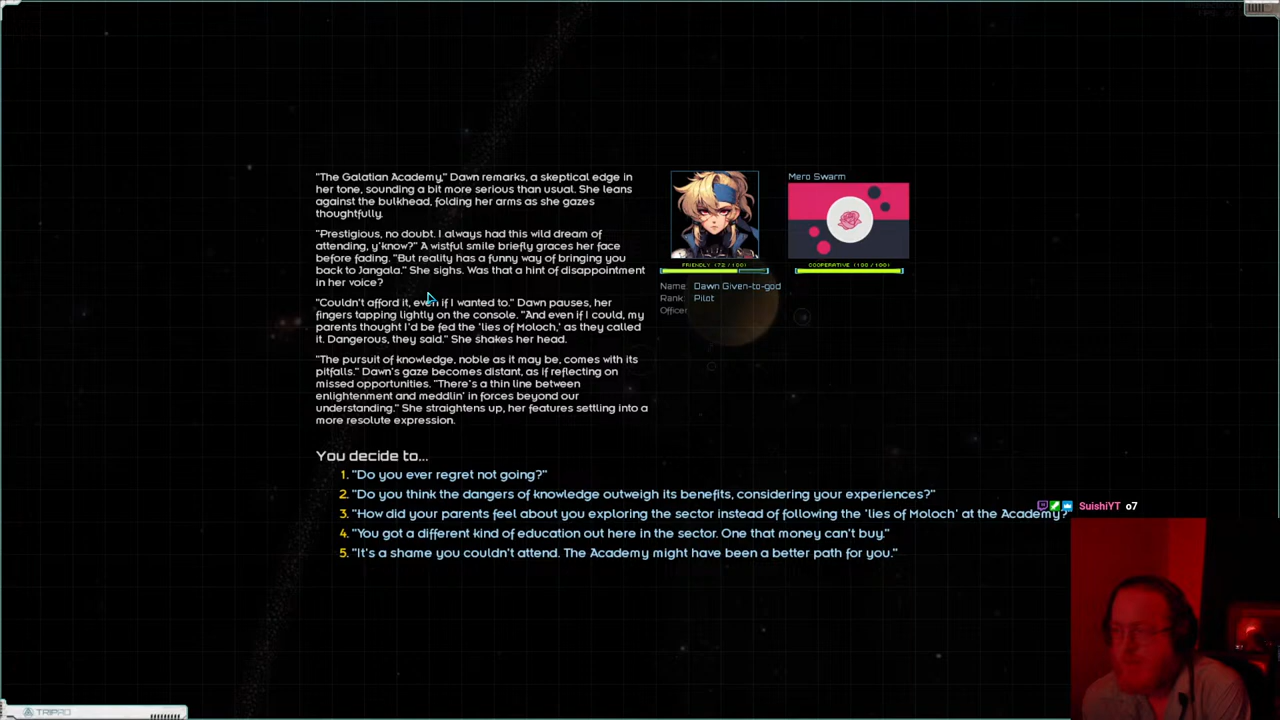 "The Galatian Academy," Dawn remarks, a skeptical edge in
her tone, sounding a bit more serious than usual. She leans
against the bulkhead, folding her arms as she gazes
thoughtfully.
"Prestigious, no doubt. I always had this wild dream of
attending, y'know?" A wistful smile briefly graces her face
before fading. "But reality has a funny way of bringing you
back to Jangala." She sighs. Was that a hint of disappointment
in her voice?
"Couldn't afford it, even if I wanted to." Dawn pauses, her
fingers tapping lightly on the console. "And even if I could, my
parents thought I'd be fed the 'lies of Moloch,' as they called
it. Dangerous, they said." She shakes her head.
"The pursuit of knowledge, noble as it may be, comes with its
pitfalls." Dawn's gaze becomes distant, as if reflecting on
missed opportunities. "There's a thin line between
enlightenment and meddlin' in forces beyond our
understanding." She straightens up, her features settling into a
more resolute expression.
Mero Swarm
FRIENDLY (72 / 100)
COOPERATIVE (100 / 100)
Name: Dawn Given-to-god
Rank: Pilot
Officer
You decide to...
1. "Do you ever regret not going?"
2. "Do you think the dangers of knowledge outweigh its benefits, considering your experiences?"
3. "How did your parents feel about you exploring the sector instead of following the 'lies of Moloch' at the Academy?
4. "You got a different kind of education out here in the sector. One that money can't buy."
5. "It's a shame you couldn't attend. The Academy might have been a better path for you."
SuishiYT o7
TRIPAD